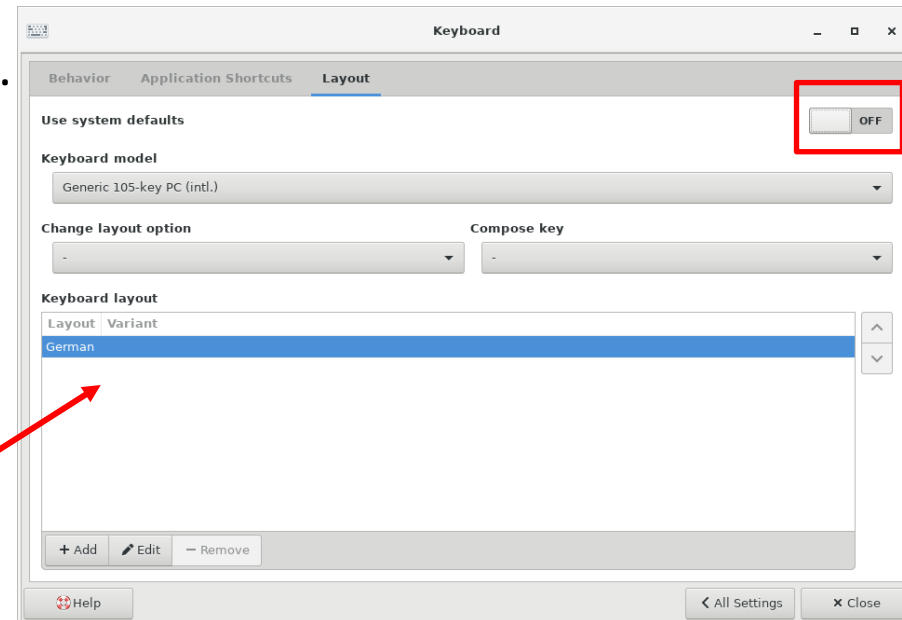 Keyboard
Behavior Application Shortcuts Layout
Use system defaults
OFF
Keyboard model
Generic 105-key PC (intl.)
Change layout option Compose key
- -
Keyboard layout
Layout Variant
German
+ Add Edit − Remove
Help All Settings × Close